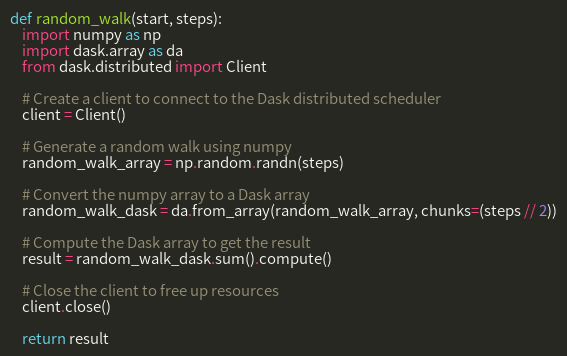 def random_walk(start, steps):
import numpy as np
import dask.array as da
from dask.distributed import Client
# Create a client to connect to the Dask distributed scheduler
client = Client()
# Generate a random walk using numpy
random_walk_array = np.random.randn(steps)
# Convert the numpy array to a Dask array
random_walk_dask = da.from_array(random_walk_array, chunks=(steps // 2))
# Compute the Dask array to get the result
result = random_walk_dask.sum().compute()
# Close the client to free up resources
client.close()
return result